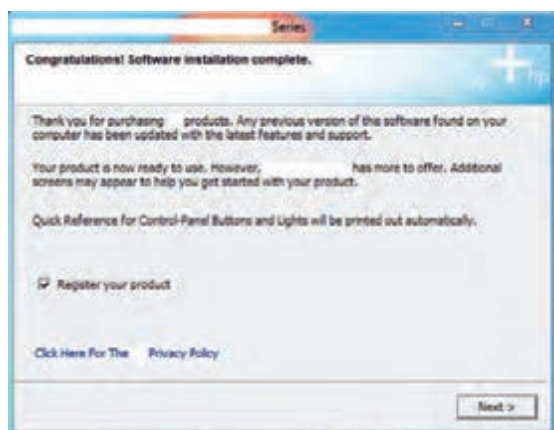 Series
Congratulations! Software installation complete.
hp
Thank you for purchasing products. Any previous version of this software found on your
computer has been updated with the latest features and support.
Your product is now ready to use. However, has more to offer. Additional
screens may appear to help you get started with your product.
Quick Reference for Control-Panel Buttons and Lights will be printed out automatically.
Register your product
Click Here For The Privacy Policy
Next >